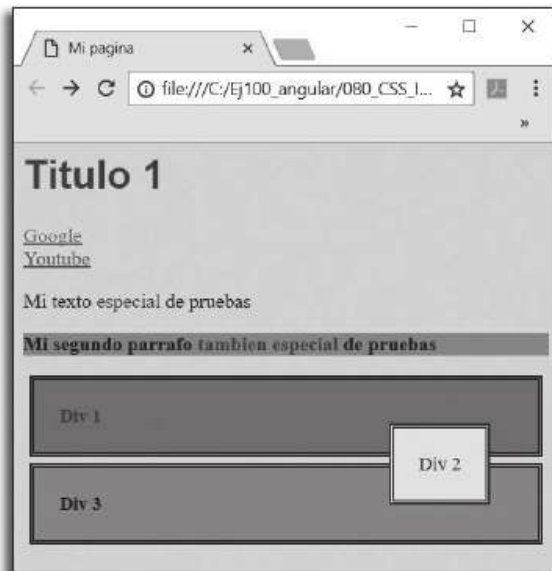 Mi pagina
file:///C:/Ej100_angular/080_CSS_I...
»
Titulo 1
Google
Youtube
Mi texto especial de pruebas
Mi segundo parrafo tambien especial de pruebas
Div 1
Div 2
Div 3